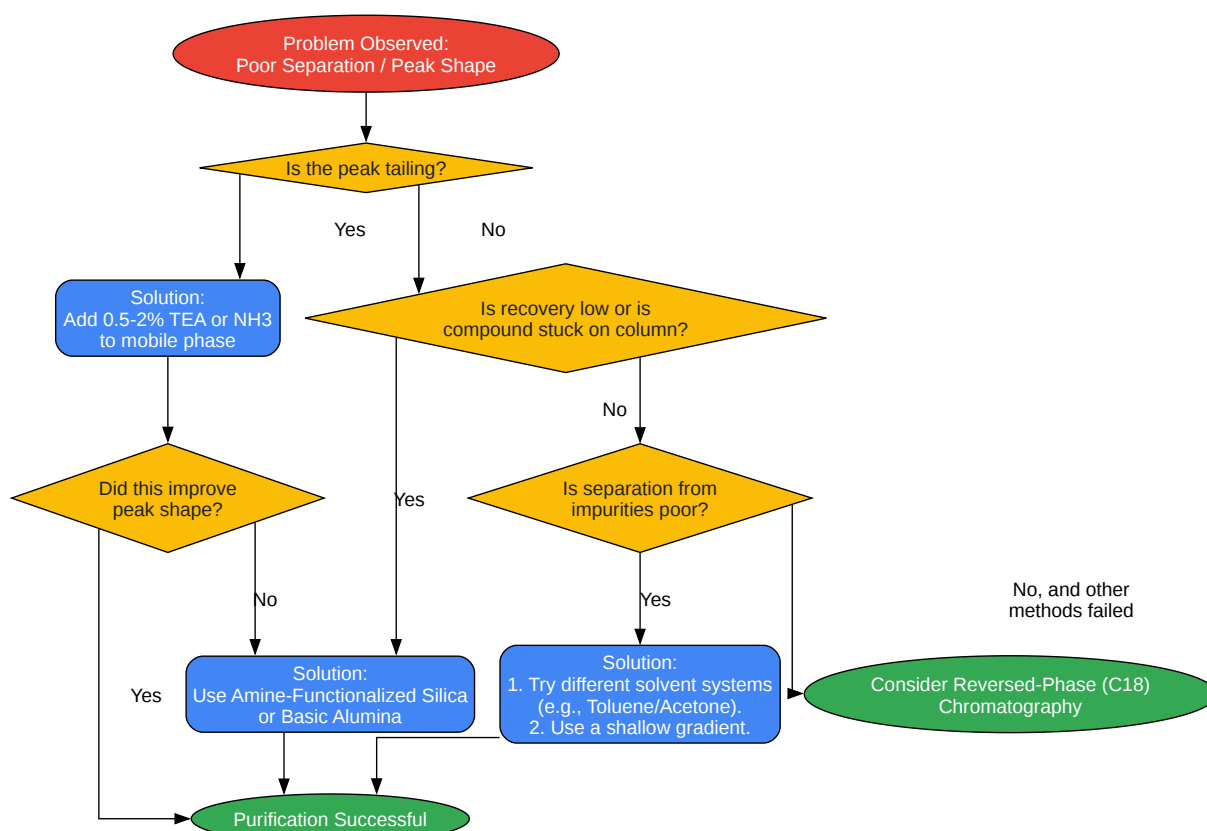 Problem Observed:
Poor Separation / Peak Shape
Is the peak tailing?
Yes
No
Solution:
Add 0.5-2% TEA or NH3
to mobile phase
Is recovery low or is
compound stuck on column?
No
Did this improve
peak shape?
Yes
Is separation from
impurities poor?
No
Yes
No, and other
methods failed
Yes
Solution:
Use Amine-Functionalized Silica
or Basic Alumina
Solution:
1. Try different solvent systems
(e.g., Toluene/Acetone).
2. Use a shallow gradient.
Consider Reversed-Phase (C18)
Chromatography
Purification Successful